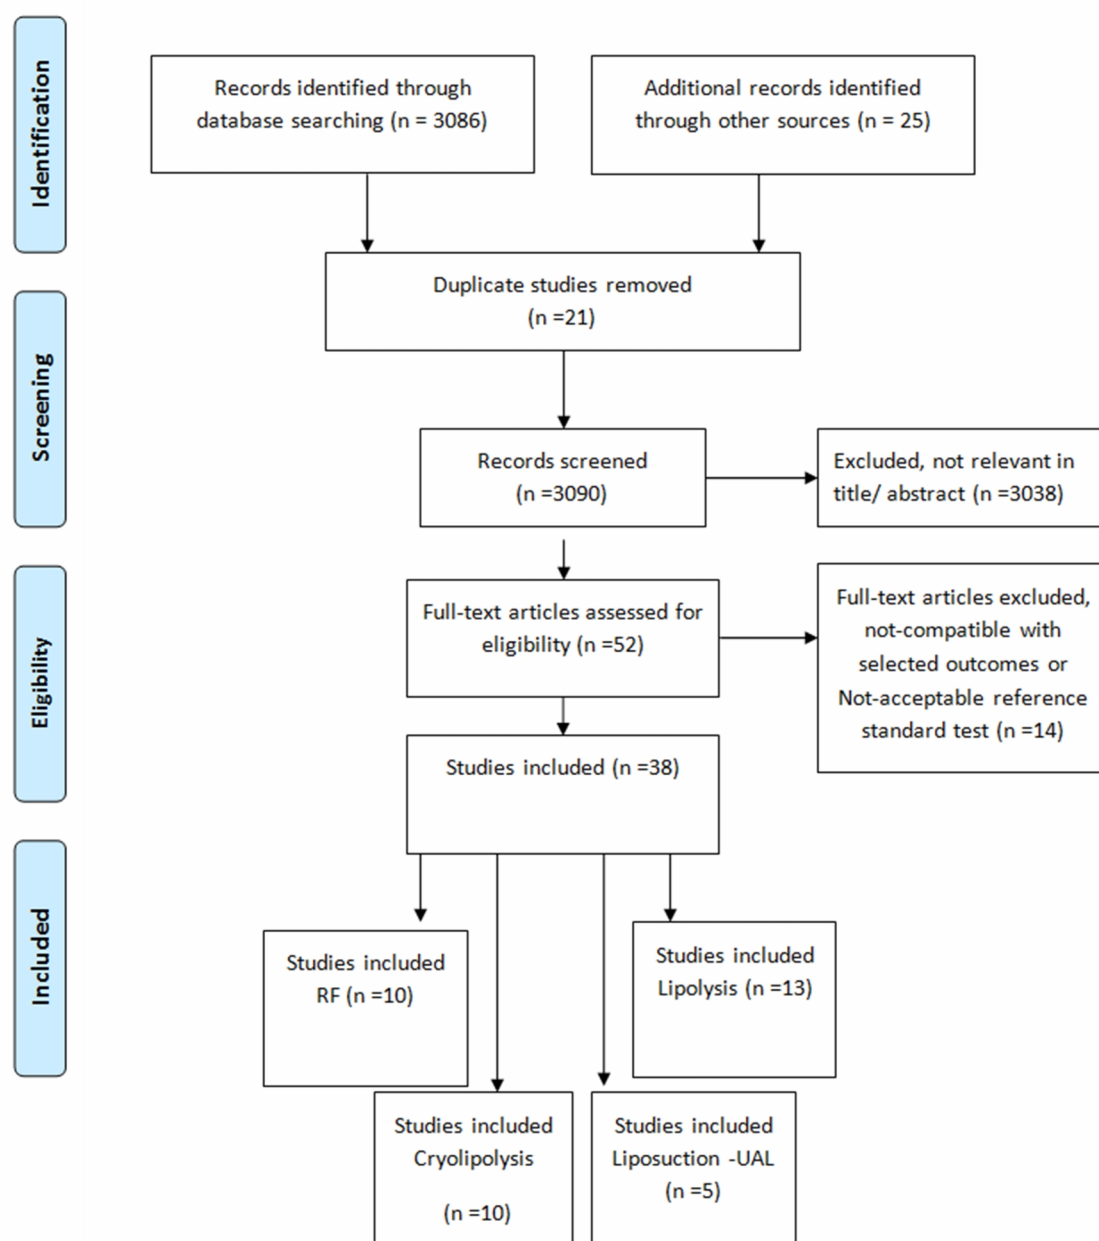 Identification
Records identified through
database searching (n = 3086)
Additional records identified
through other sources (n = 25)
Duplicate studies removed
(n =21)
Screening
Records screened
(n =3090)
Excluded, not relevant in
title/ abstract (n =3038)
Eligibility
Full-text articles assessed for
eligibility (n =52)
Full-text articles excluded,
not-compatible with
selected outcomes or
Not-acceptable reference
standard test (n =14)
Studies included (n =38)
Included
Studies included
RF (n =10)
Studies included
Lipolysis (n =13)
Studies included
Cryolipolysis
(n =10)
Studies included
Liposuction -UAL
(n =5)